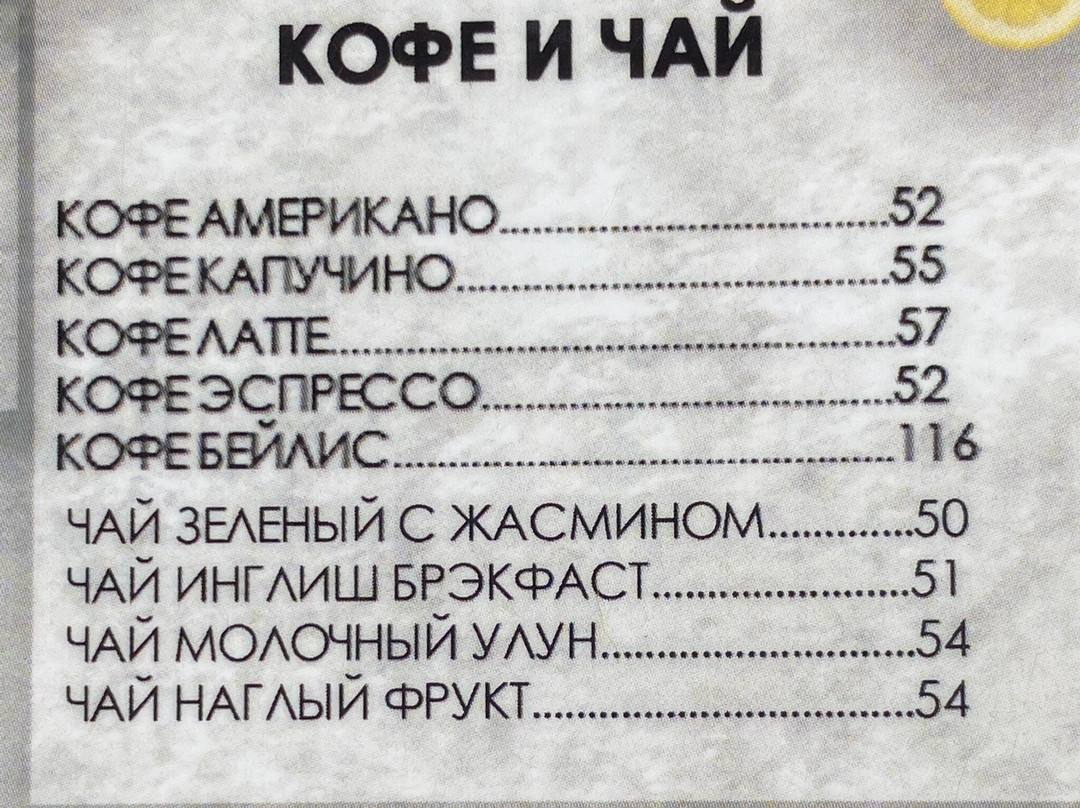 КОФЕ И ЧАЙ
КОФЕ АМЕРИКАНО..............................52
КОФЕ КАПУЧИНО..............................55
КОФЕ ЛАТТЕ..............................57
КОФЕ ЭСПРЕССО..............................52
КОФЕ БЕЙЛИС..............................116
ЧАЙ ЗЕЛЕНЫЙ С ЖАСМИНОМ.............50
ЧАЙ ИНГЛИШ БРЭКФАСТ.......................51
ЧАЙ МОЛОЧНЫЙ УЛУН............................54
ЧАЙ НАГЛЫЙ ФРУКТ..................................54